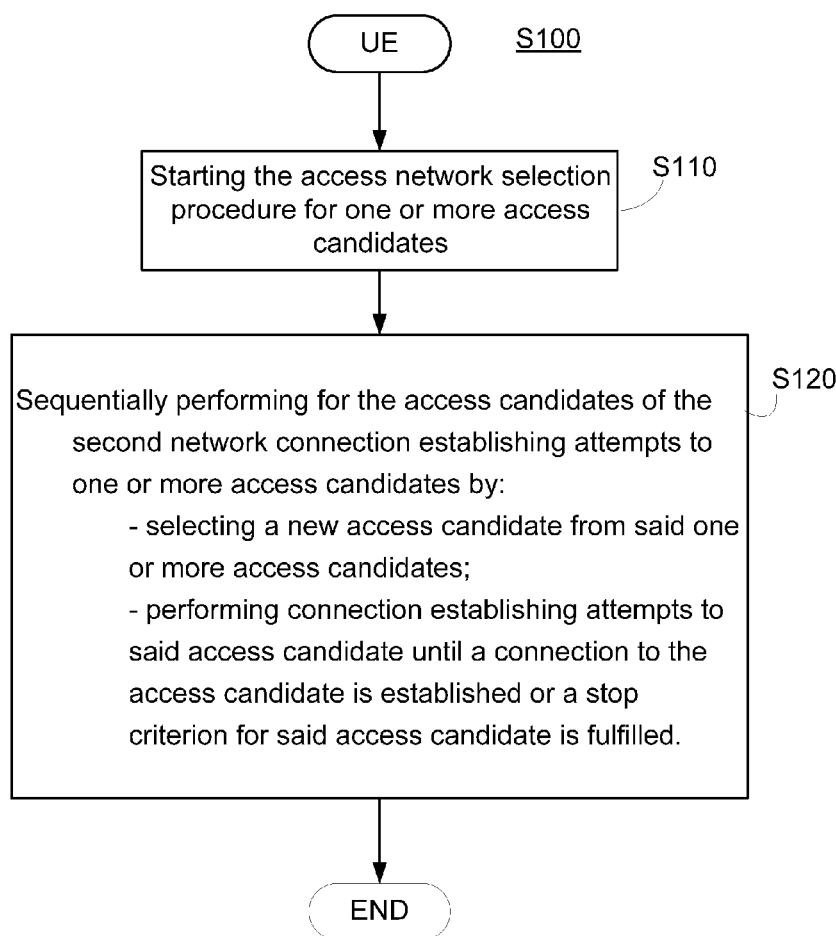 UE
S100
Starting the access network selection
procedure for one or more access
candidates
S110
Sequentially performing for the access candidates of the
second network connection establishing attempts to
one or more access candidates by:
- selecting a new access candidate from said one
or more access candidates;
- performing connection establishing attempts to
said access candidate until a connection to the
access candidate is established or a stop
criterion for said access candidate is fulfilled.
S120
END